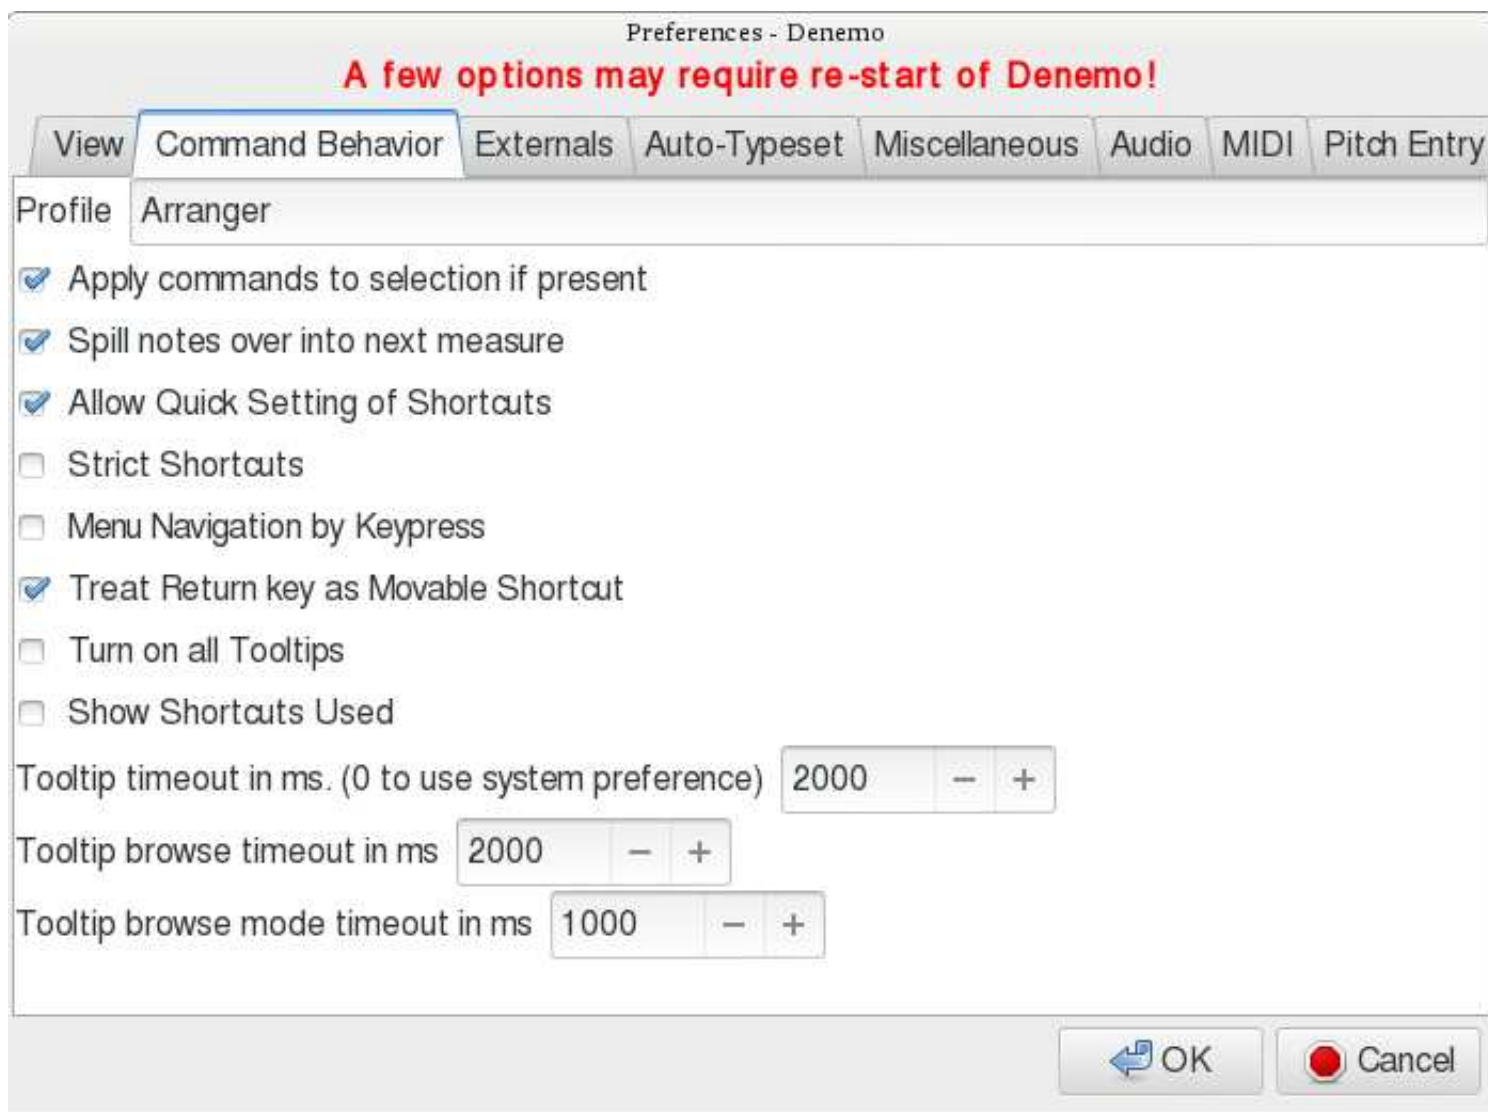 Preferences - Denemo
A few options may require re-start of Denemo!
View Command Behavior Externals Auto-Typeset Miscellaneous Audio MIDI Pitch Entry
Profile Arranger
Apply commands to selection if present
Spill notes over into next measure
Allow Quick Setting of Shortcuts
Strict Shortcuts
Menu Navigation by Keypress
Treat Return key as Movable Shortcut
Turn on all Tooltips
Show Shortcuts Used
Tooltip timeout in ms. (0 to use system preference) 2000 − +
Tooltip browse timeout in ms 2000 − +
Tooltip browse mode timeout in ms 1000 − +
OK Cancel